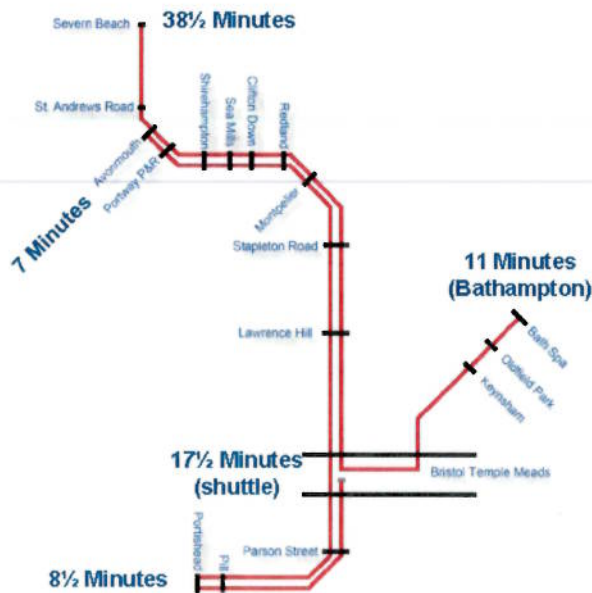 Severn Beach
38½ Minutes
St. Andrews Road
Avonmouth
Portway P&R
Shirehampton
Sea Mills
Clifton Down
Redland
Montpelier
7 Minutes
Stapleton Road
11 Minutes
(Bathampton)
Bath Spa
Oldfield Park
Keynsham
Lawrence Hill
17½ Minutes
(shuttle)
Bristol Temple Meads
Parson Street
Portishead
Pill
8½ Minutes